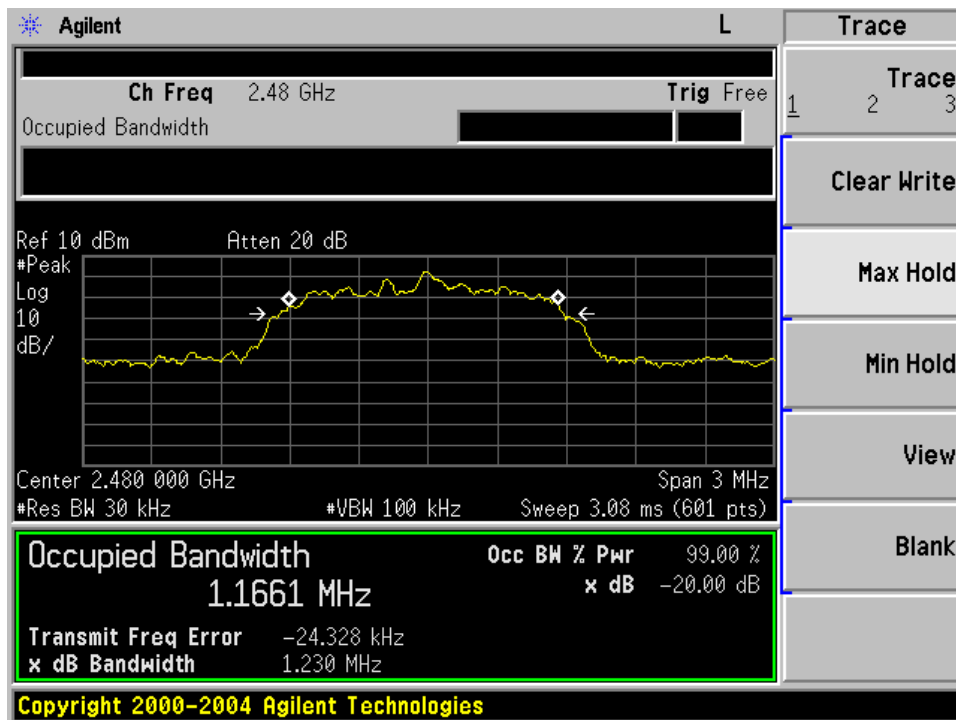 Agilent L Trace
Ch Freq 2.48 GHz Trig Free
Occupied Bandwidth
Trace
1 2 3
Clear Write
Max Hold
Min Hold
View
Blank
Ref 10 dBm Atten 20 dB
#Peak
Log
10
dB/
Center 2.480 000 GHz Span 3 MHz
#Res BW 30 kHz #VBW 100 kHz Sweep 3.08 ms (601 pts)
Occupied Bandwidth Occ BW % Pwr 99.00 %
1.1661 MHz x dB -20.00 dB
Transmit Freq Error -24.328 kHz
x dB Bandwidth 1.230 MHz
Copyright 2000-2004 Agilent Technologies